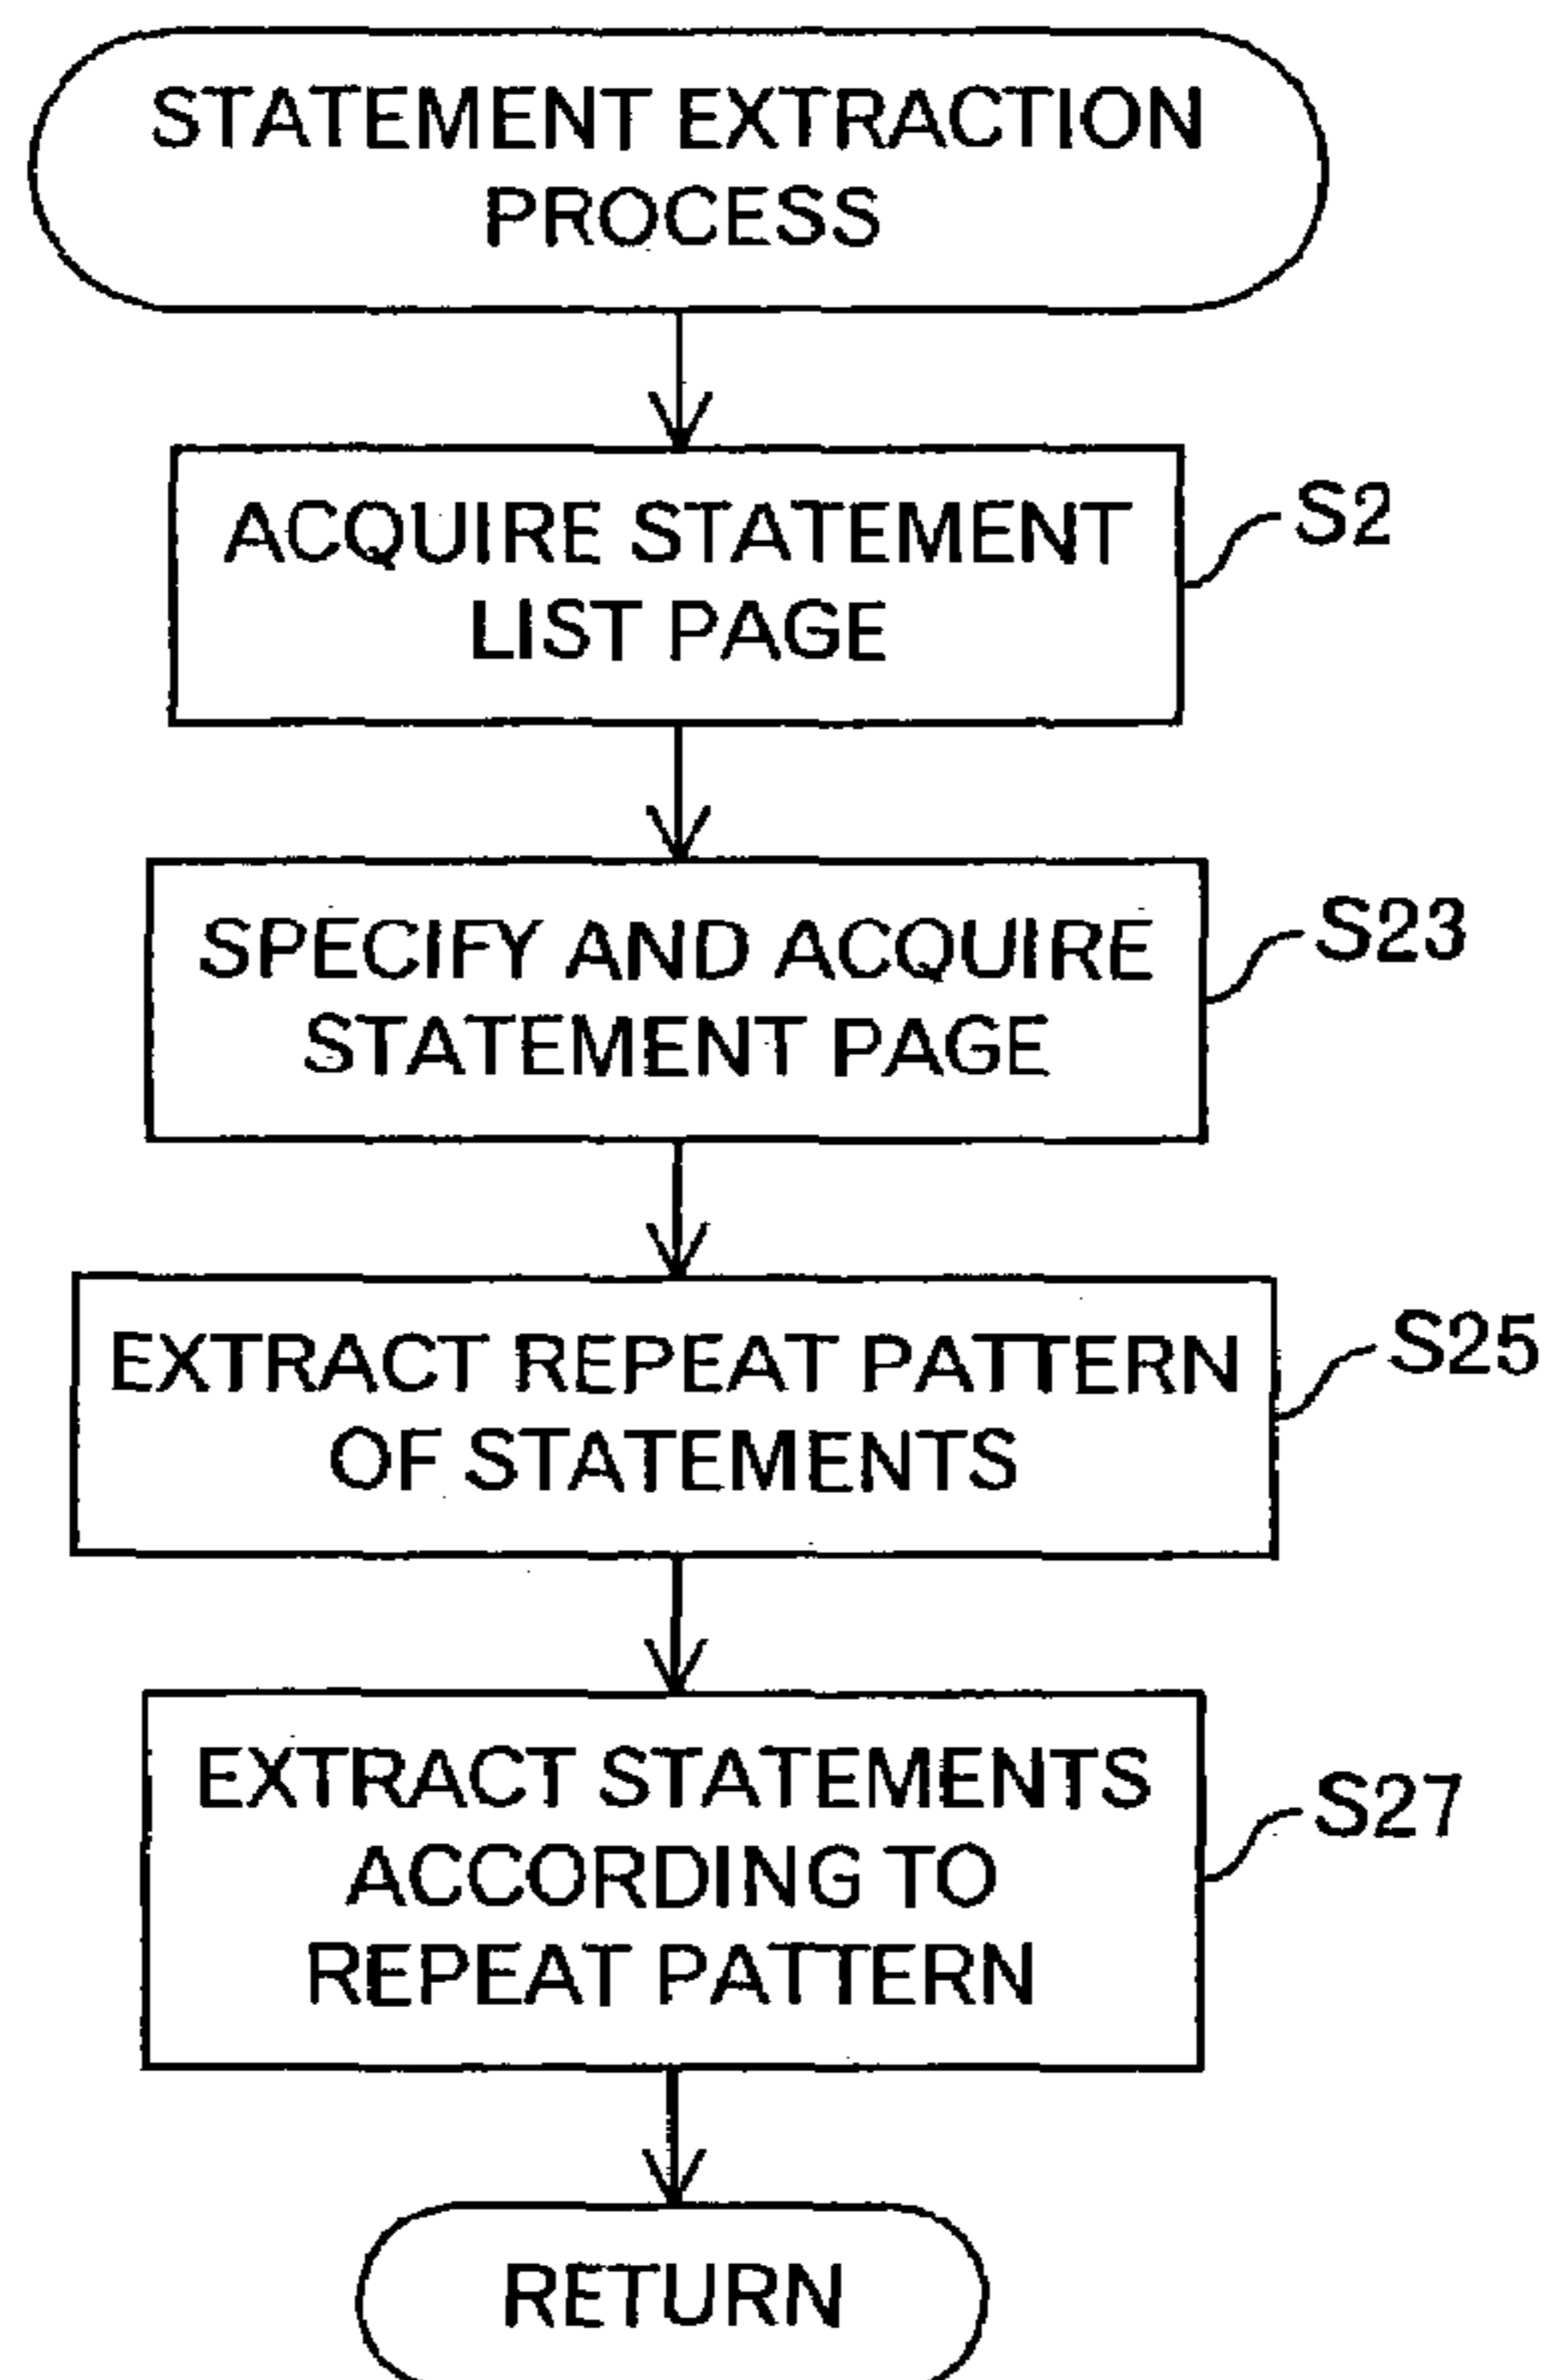 STATEMENT EXTRACTION
PROCESS
ACQUIRE STATEMENT
LIST PAGE
S2
SPECIFY AND ACQUIRE
STATEMENT PAGE
S23
EXTRACT REPEAT PATTERN
OF STATEMENTS
S25
EXTRACT STATEMENTS
ACCORDING TO
REPEAT PATTERN
S27
RETURN